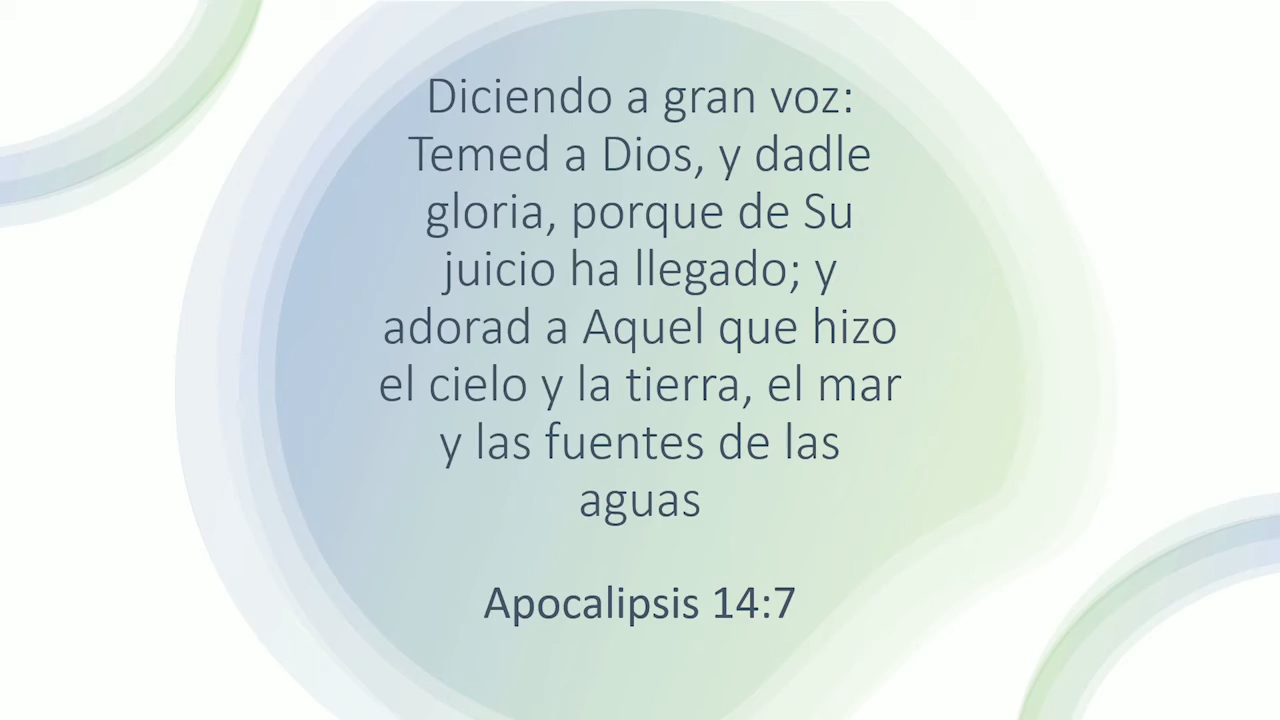 Diciendo a gran voz:
Temed a Dios, y dadle
gloria, porque de Su
juicio ha llegado; y
adorad a Aquel que hizo
el cielo y la tierra, el mar
y las fuentes de las
aguas
Apocalipsis 14:7